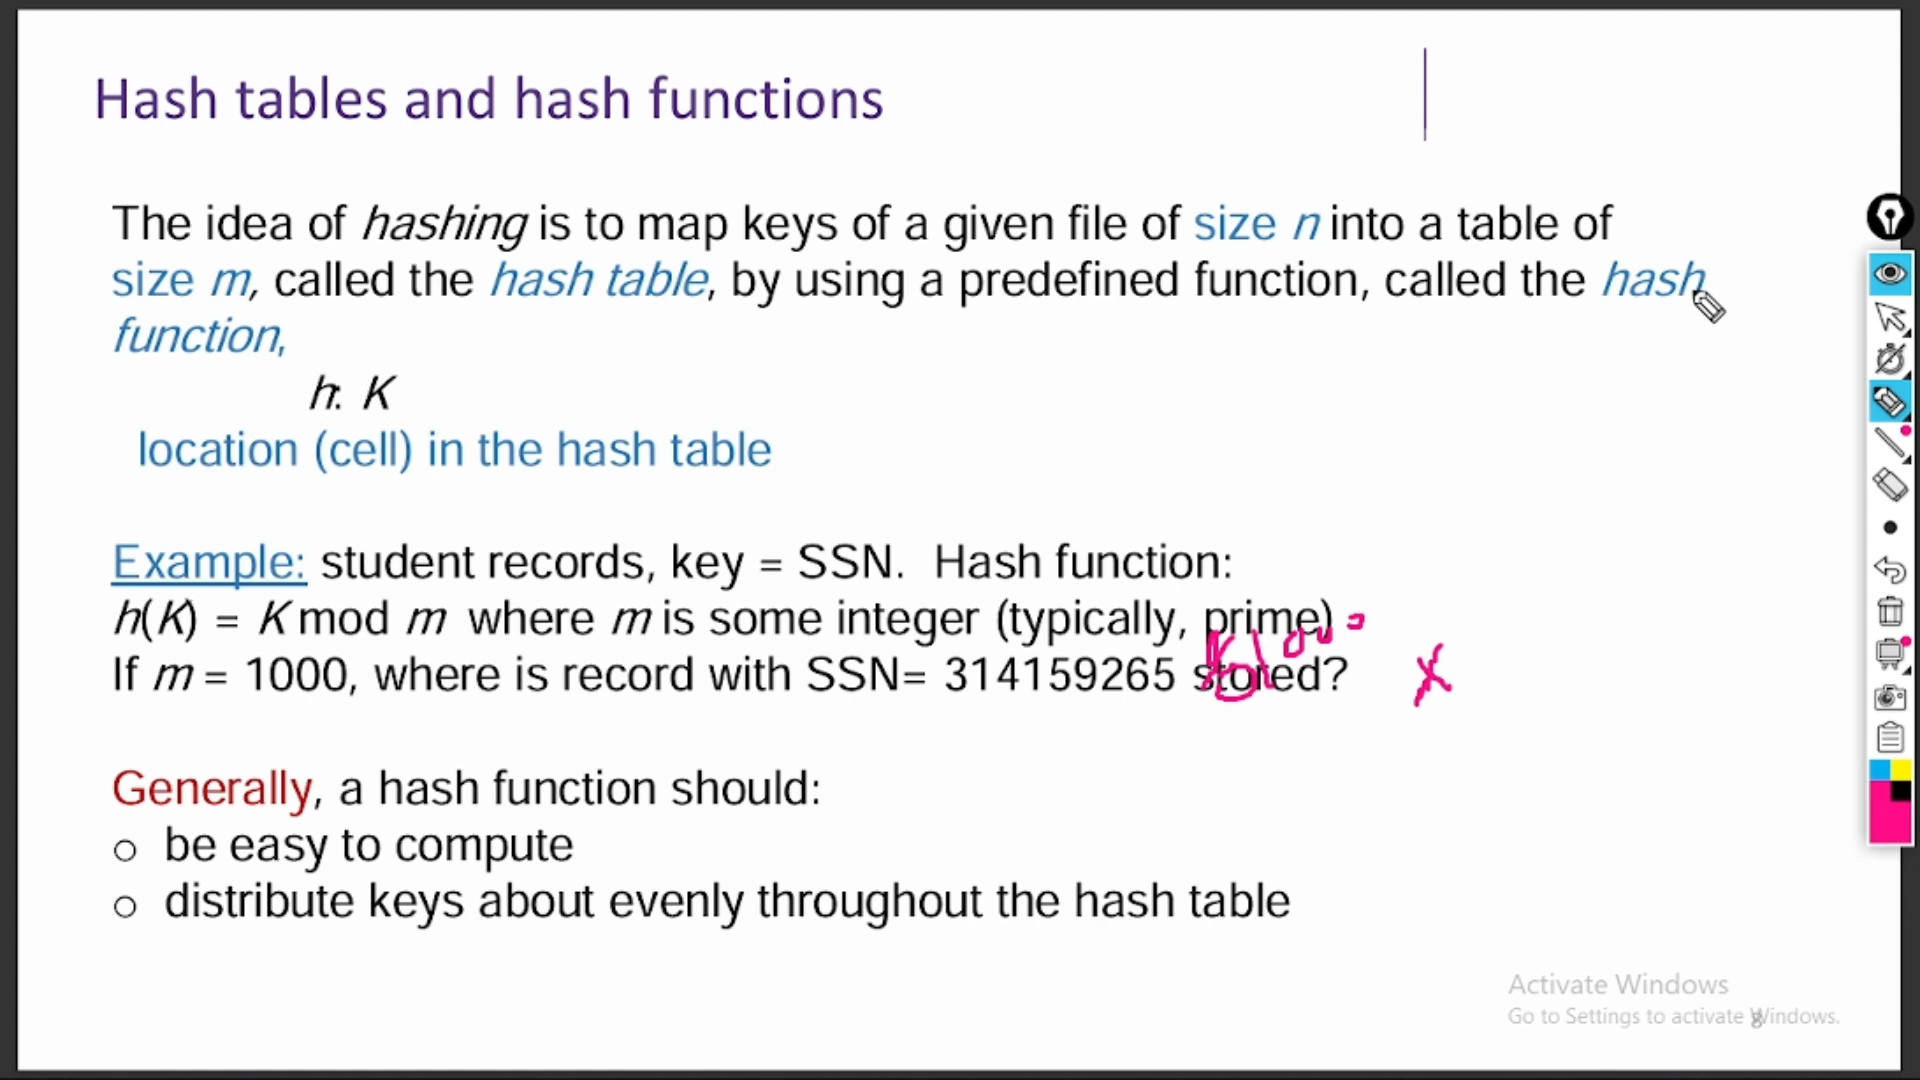 Hash tables and hash functions
The idea of hashing is to map keys of a given file of size n into a table of
size m, called the hash table, by using a predefined function, called the hash
function,
h: K
location (cell) in the hash table
Example: student records, key = SSN. Hash function:
h(K) = K mod m where m is some integer (typically, prime)
If m = 1000, where is record with SSN= 314159265 stored?
Generally, a hash function should:
o be easy to compute
o distribute keys about evenly throughout the hash table
Activate Windows
Go to Settings to activate Windows.
8